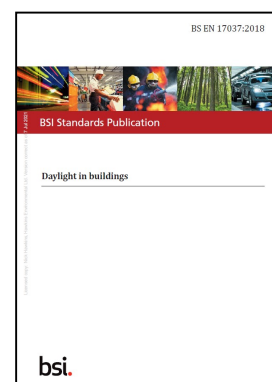 BS EN 17037:2018
BSI Standards Publication
Daylight in buildings
bsi.